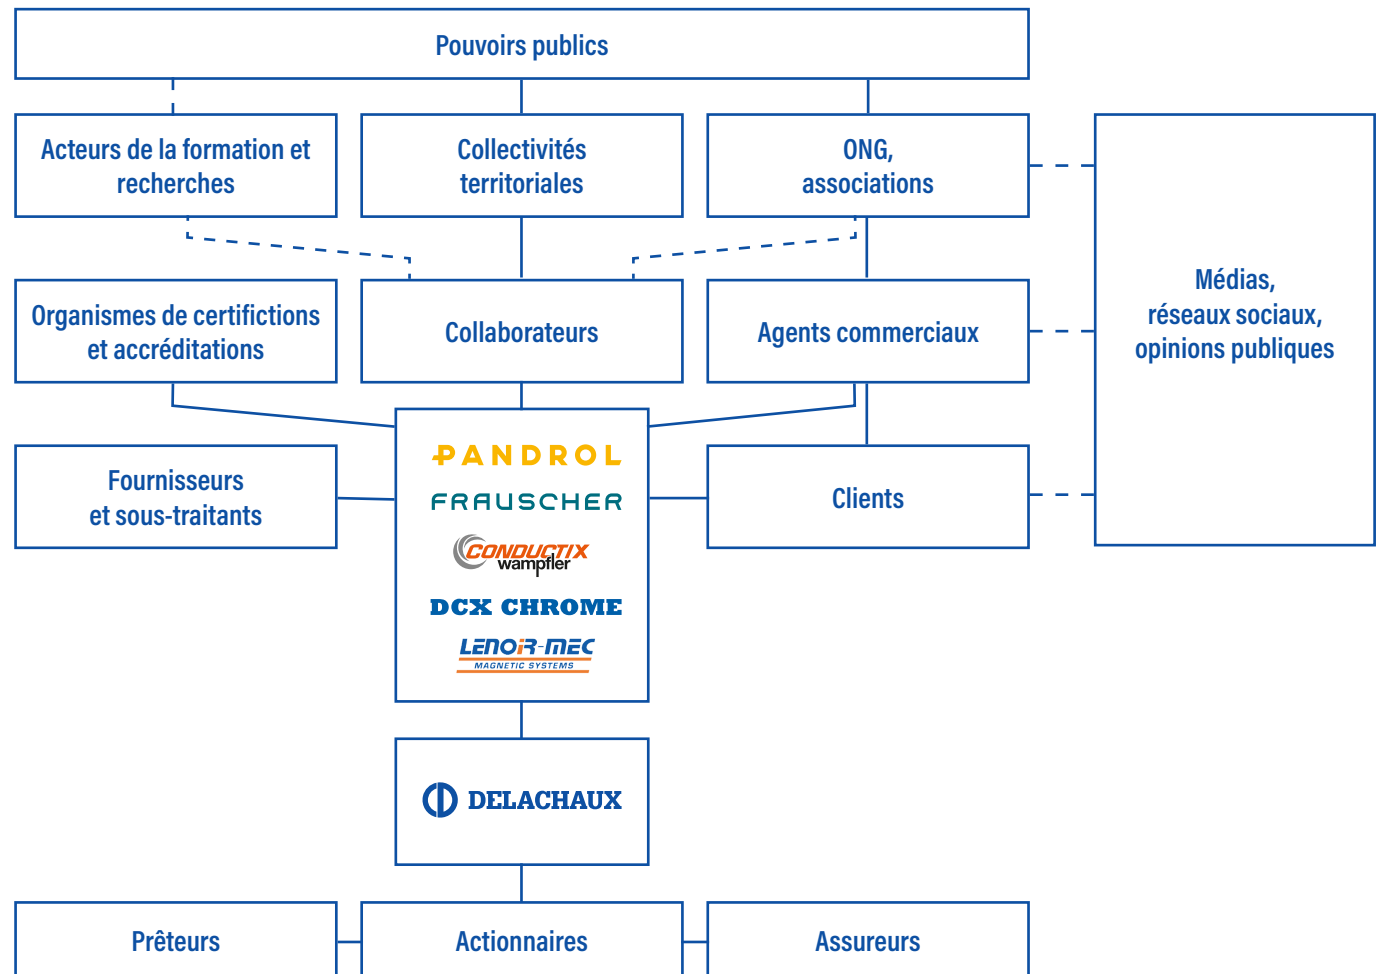 Pouvoirs publics
Acteurs de la formation et
recherches
Collectivités
territoriales
ONG,
associations
Médias,
réseaux sociaux,
opinions publiques
Organismes de certifictions
et accréditations
Collaborateurs
Agents commerciaux
Fournisseurs
et sous-traitants
PANDROL
FRAUSCHER
CONDUCTIX
wampfler
DCX CHROME
LENOIR-MEC
MAGNETIC SYSTEMS
Clients
DELACHAUX
Prêteurs
Actionnaires
Assureurs